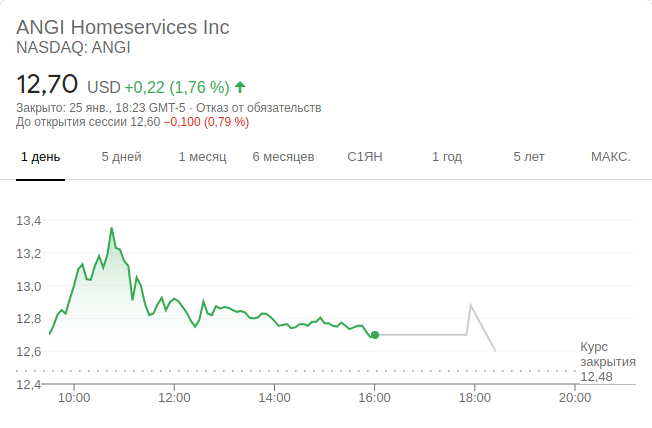 ANGI Homeservices Inc
NASDAQ: ANGI
12,70 USD +0,22 (1,76 %)
Закрыто: 25 янв., 18:23 GMT-5 · Отказ от обязательств
До открытия сессии 12,60 −0,100 (0,79 %)
1 день 5 дней 1 месяц 6 месяцев С1ЯН 1 год 5 лет МАКС.
13,4
13,2
13,0
12,8
12,6
12,4
Курс
закрытия
12,48
10:00 12:00 14:00 16:00 18:00 20:00